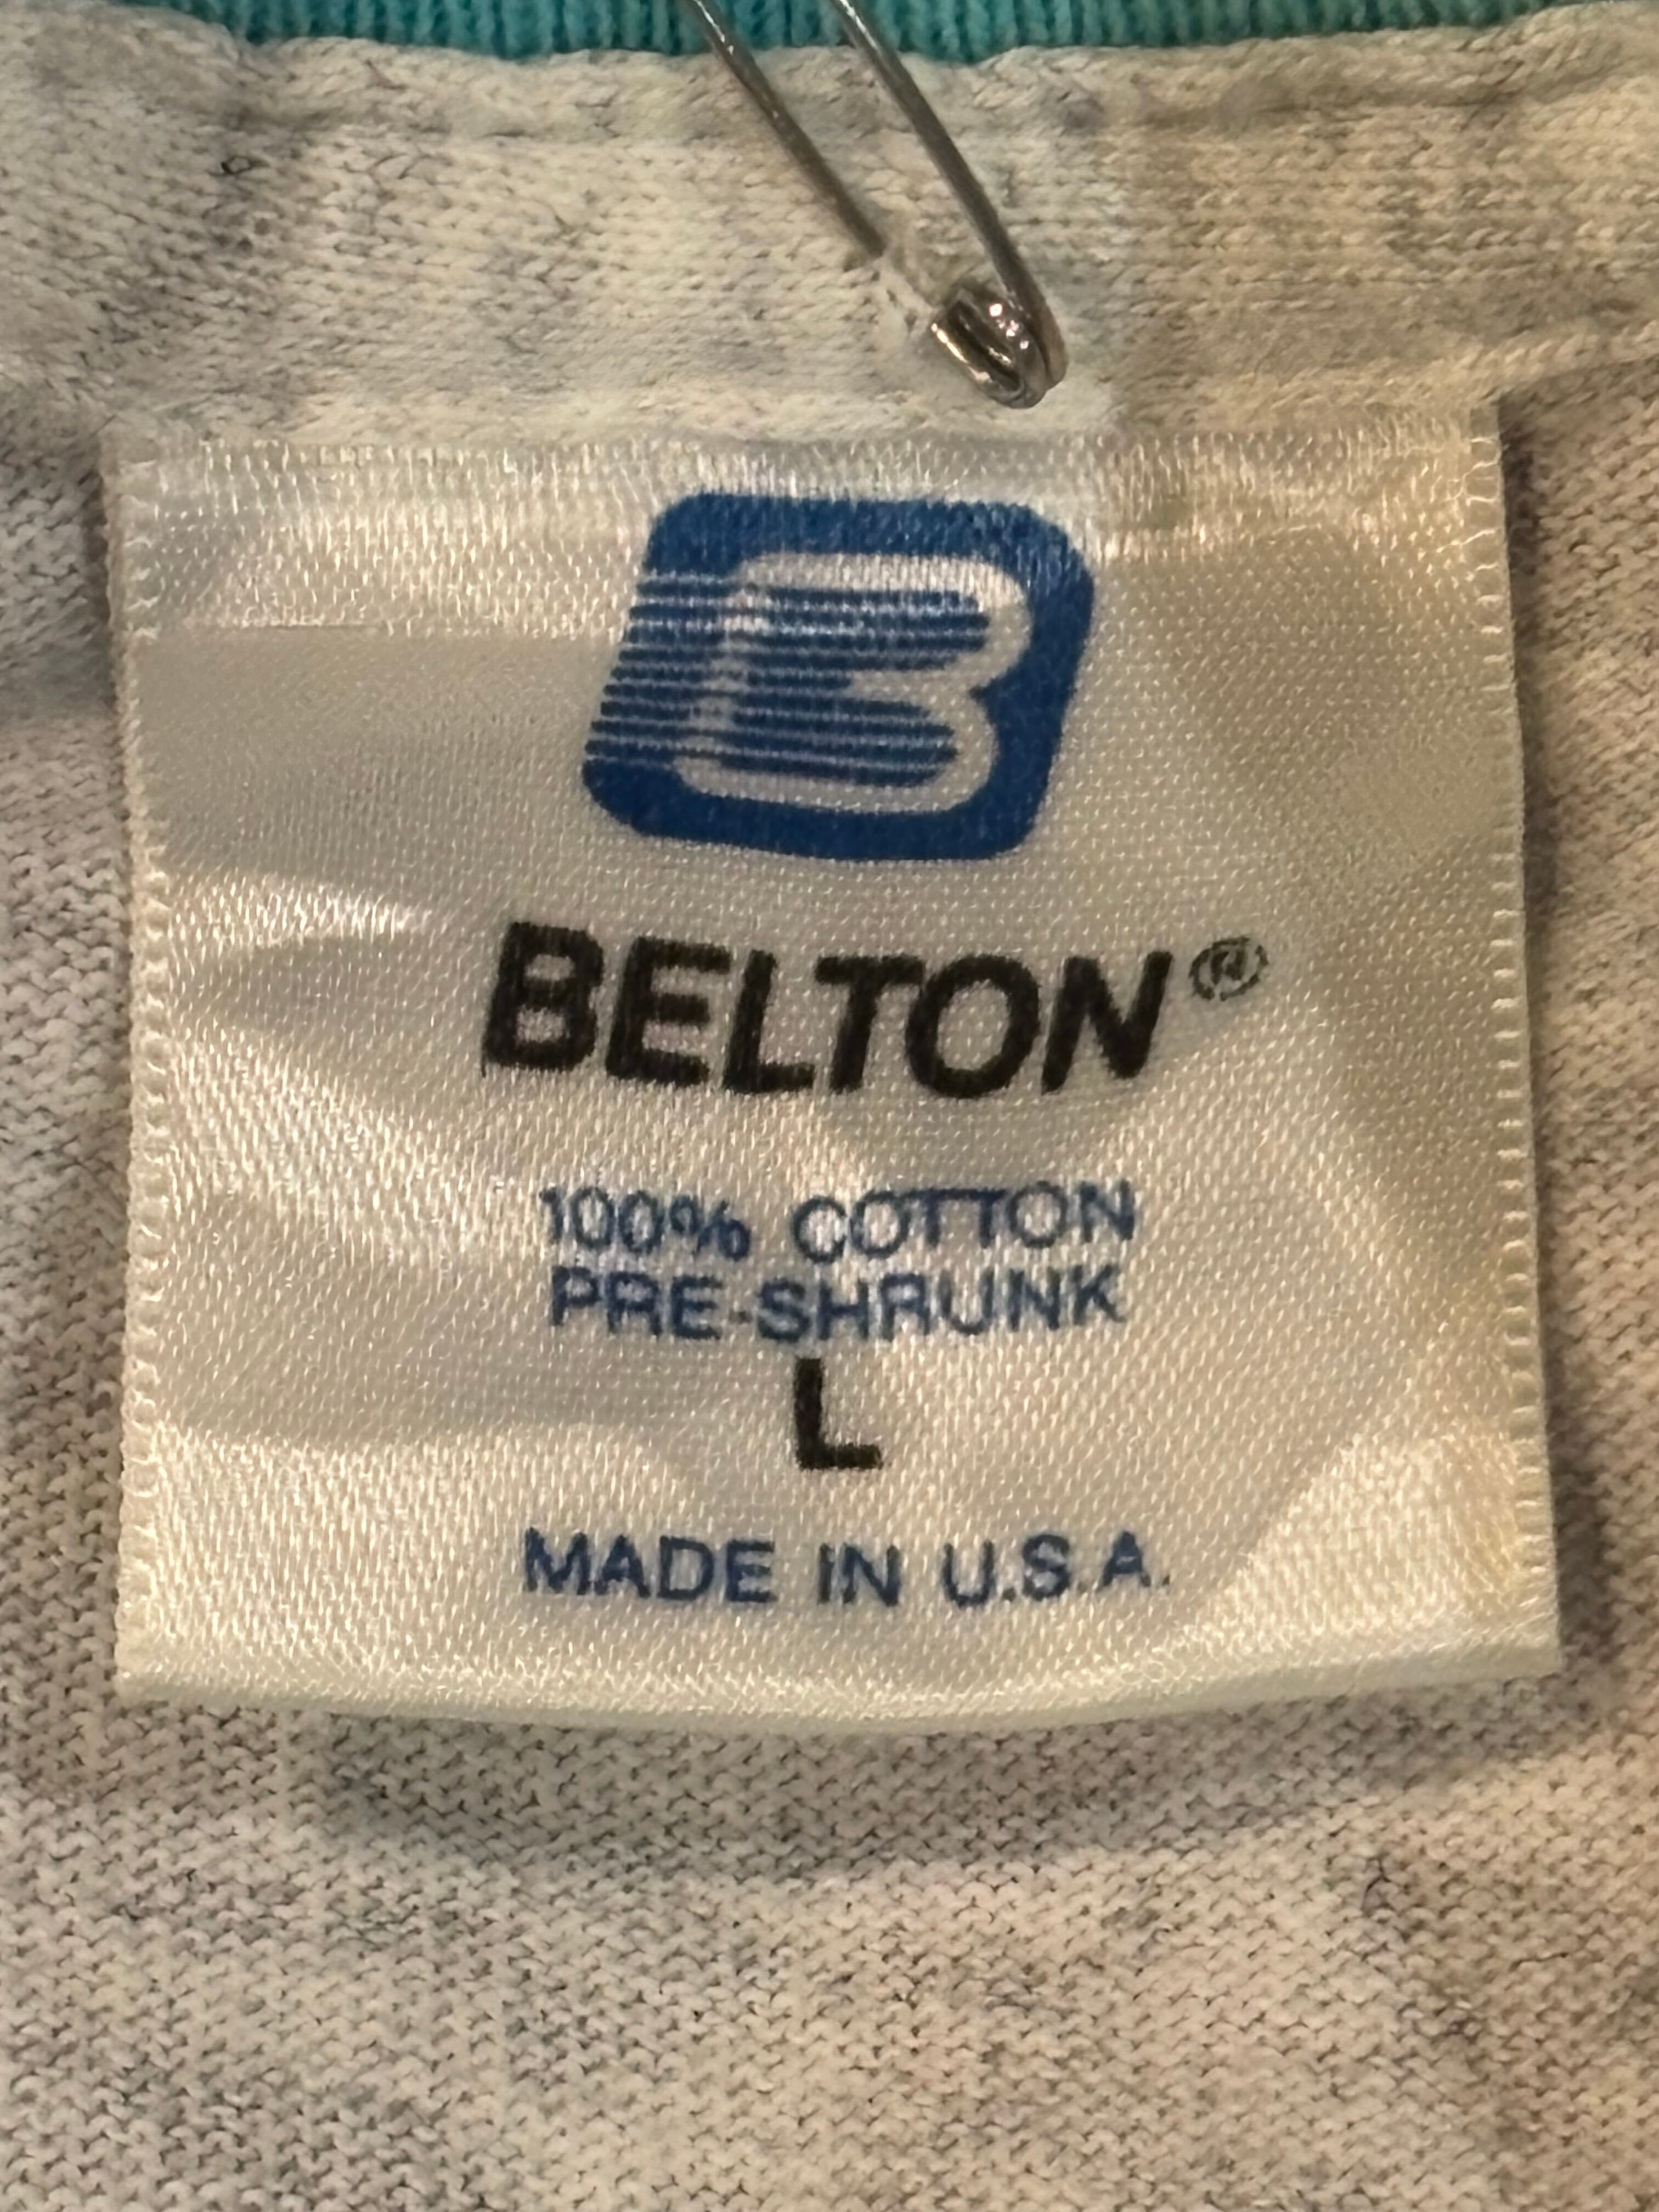 B
BELTON®
100% COTTON
PRE-SHRUNK
L
MADE IN U.S.A.